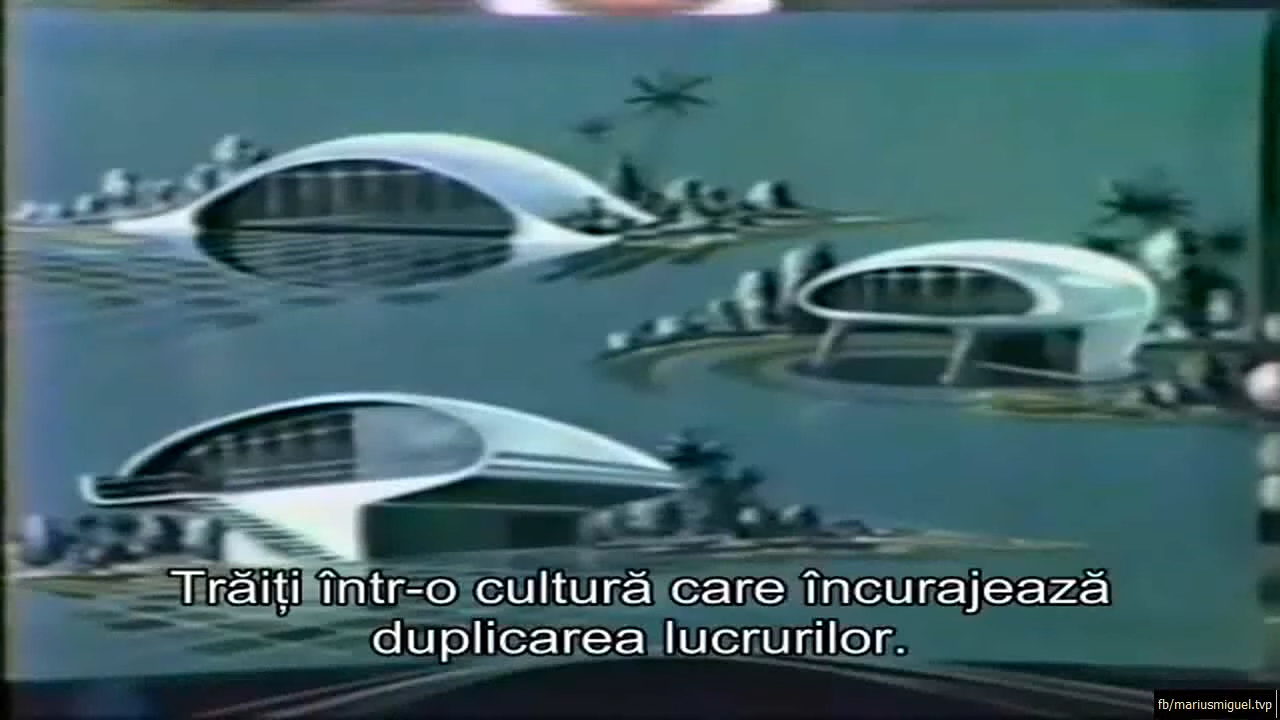 Trăiți într-o cultură care încurajează
duplicarea lucrurilor.
fb/mariusmiguel.tvp